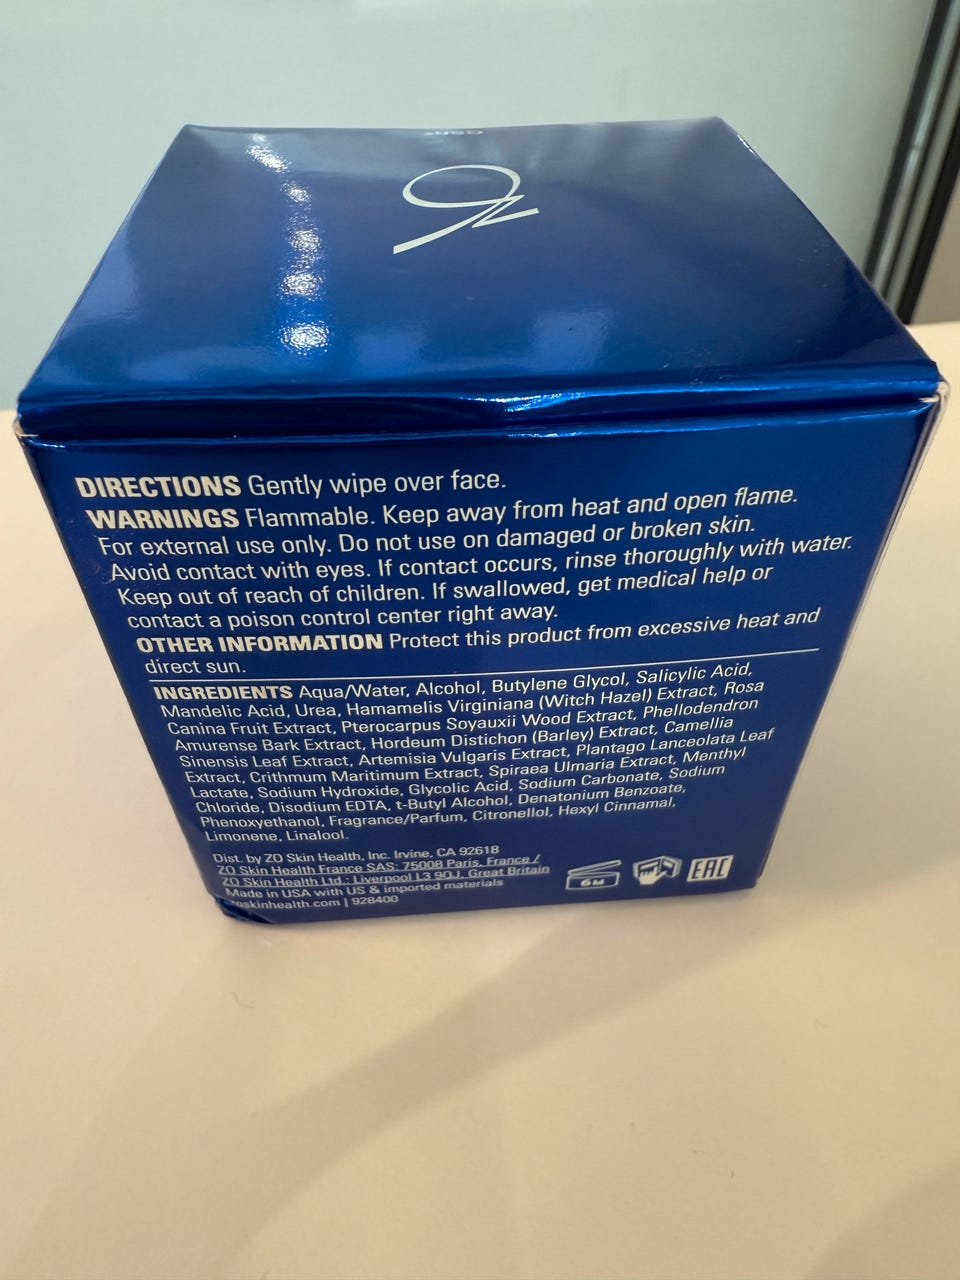 DIRECTIONS Gently wipe over face.
WARNINGS Flammable. Keep away from heat and open flame.
For external use only. Do not use on damaged or broken skin.
Avoid contact with eyes. If contact occurs, rinse thoroughly with water.
Keep out of reach of children. If swallowed, get medical help or
contact a poison control center right away.
OTHER INFORMATION Protect this product from excessive heat and
direct sun.
INGREDIENTS Aqua/Water, Alcohol, Butylene Glycol, Salicylic Acid,
Mandelic Acid, Urea, Hamamelis Virginiana (Witch Hazel) Extract, Rosa
Canina Fruit Extract, Pterocarpus Soyauxii Wood Extract, Phellodendron
Amurense Bark Extract, Hordeum Distichon (Barley) Extract, Camellia
Sinensis Leaf Extract, Artemisia Vulgaris Extract, Plantago Lanceolata Leaf
Extract, Crithmum Maritimum Extract, Spiraea Ulmaria Extract, Menthyl
Lactate, Sodium Hydroxide, Glycolic Acid, Sodium Carbonate, Sodium
Chloride, Disodium EDTA, t-Butyl Alcohol, Denatonium Benzoate,
Phenoxyethanol, Fragrance/Parfum, Citronellol, Hexyl Cinnamal,
Limonene, Linalool.
Dist. by ZO Skin Health, Inc. Irvine, CA 92618
ZO Skin Health France SAS: 75008 Paris, France /
ZO Skin Health Ltd.: Liverpool L3 9QJ, Great Britain
Made in USA with US & imported materials
zoskinhealth.com | 928400
6M
EAC